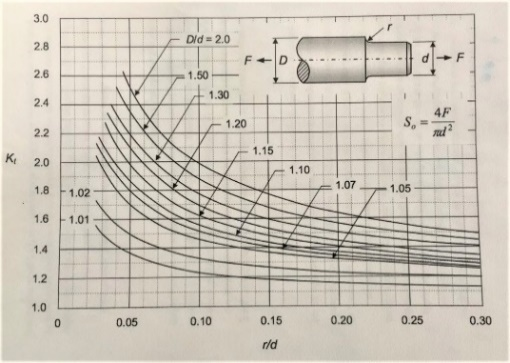 3.0
2.8
2.6
2.4
2.2
2.0
1.8
1.6
1.4
1.2
1.0
K_t
D/d = 2.0
1.50
1.30
1.20
1.15
1.10
1.07
1.05
1.02
1.01
r
F D d F
S_o = 4F / πd²
0 0.05 0.10 0.15 0.20 0.25 0.30
r/d